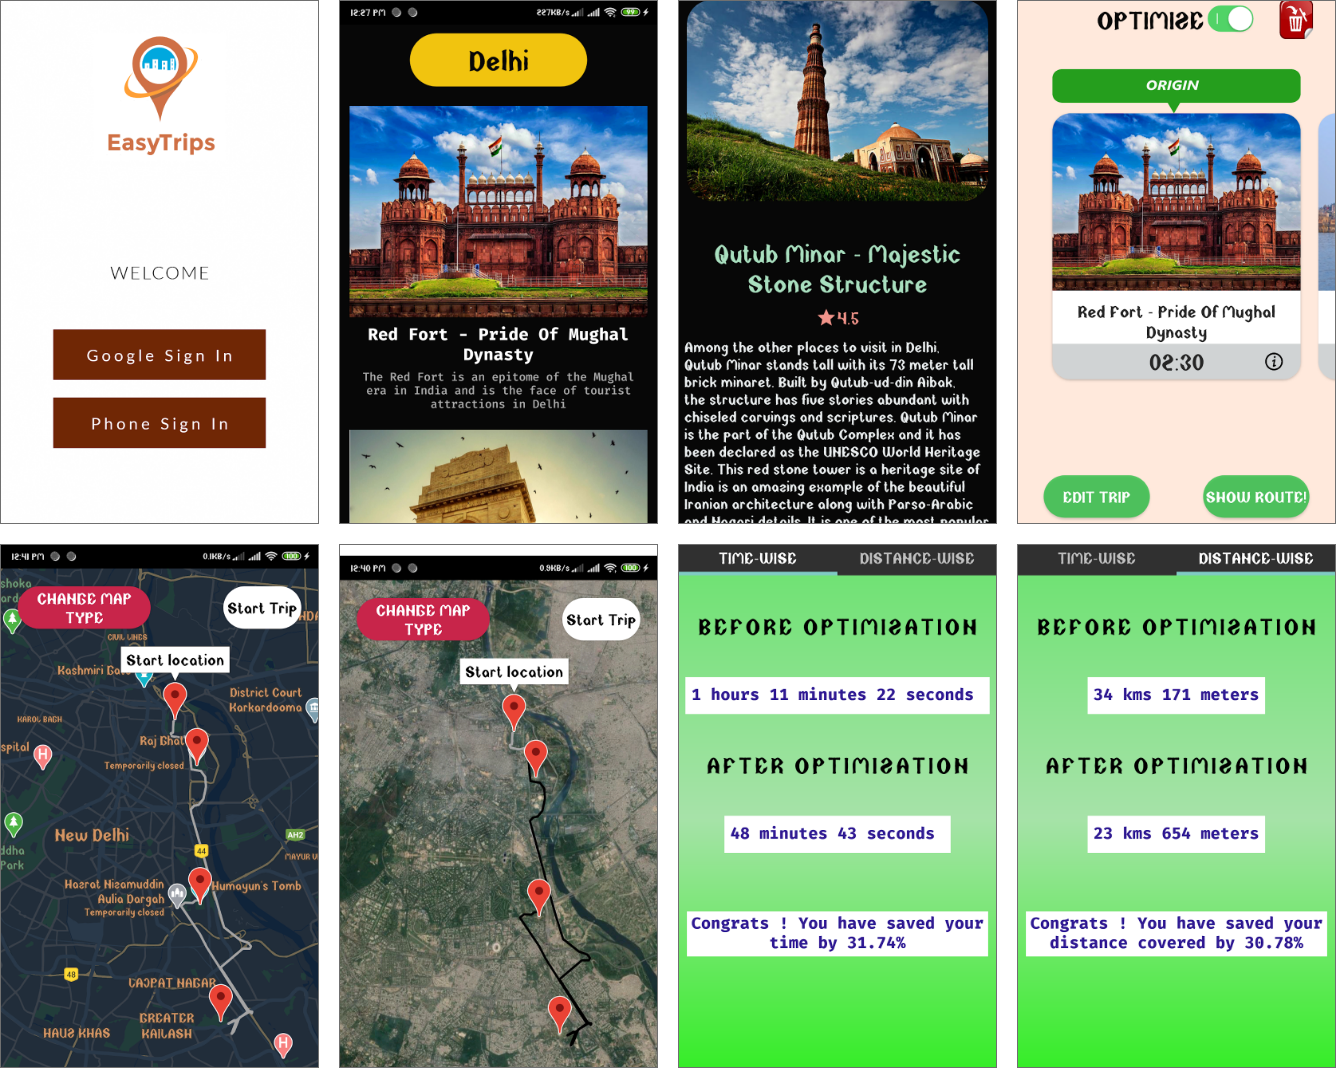 EasyTrips
WELCOME
Google Sign In
Phone Sign In
12:27 PM
227KB/s
99
Delhi
Red Fort - Pride Of Mughal
Dynasty
The Red Fort is an epitome of the Mughal
era in India and is the face of tourist
attractions in Delhi
Qutub Minar - Majestic
Stone Structure
4.5
Among the other places to visit in Delhi,
Qutub Minar stands tall with its 73 meter tall
brick minaret. Built by Qutub-ud-din Aibak,
the structure has five stories abundant with
chiseled carvings and scriptures. Qutub Minar
is the part of the Qutub Complex and it has
been declared as the UNESCO World Heritage
Site. This red stone tower is a heritage site of
India is an amazing example of the beautiful
Iranian architecture along with Parso-Arabic
and Nagari details. It is one of the most popular
OPTIMIZE
ORIGIN
Red Fort - Pride Of Mughal
Dynasty
02:30
EDIT TRIP
SHOW ROUTE!
12:41 PM
0.1KB/s
100
shoka
CHANGE MAP
TYPE
Start Trip
CIVIL LINES
Start location
Kashmiri
District Court
Karkardooma
KAROL BAGH
Raj Ghat
spital
H
Temporarily closed
New Delhi
AH2
44
MAYUR
ddha
Park
Hazrat Nizamuddin
Aulia Dargah
Temporarily closed
Humayun's Tomb
48
LAJPAT NAGAR
GREATER
KAILASH
HAUZ KHAS
H
12:40 PM
0.9KB/s
100
CHANGE MAP
TYPE
Start Trip
Start location
TIME-WISE
DISTANCE-WISE
BEFORE OPTIMIZATION
1 hours 11 minutes 22 seconds
AFTER OPTIMIZATION
48 minutes 43 seconds
Congrats ! You have saved your
time by 31.74%
TIME-WISE
DISTANCE-WISE
BEFORE OPTIMIZATION
34 kms 171 meters
AFTER OPTIMIZATION
23 kms 654 meters
Congrats ! You have saved your
distance covered by 30.78%